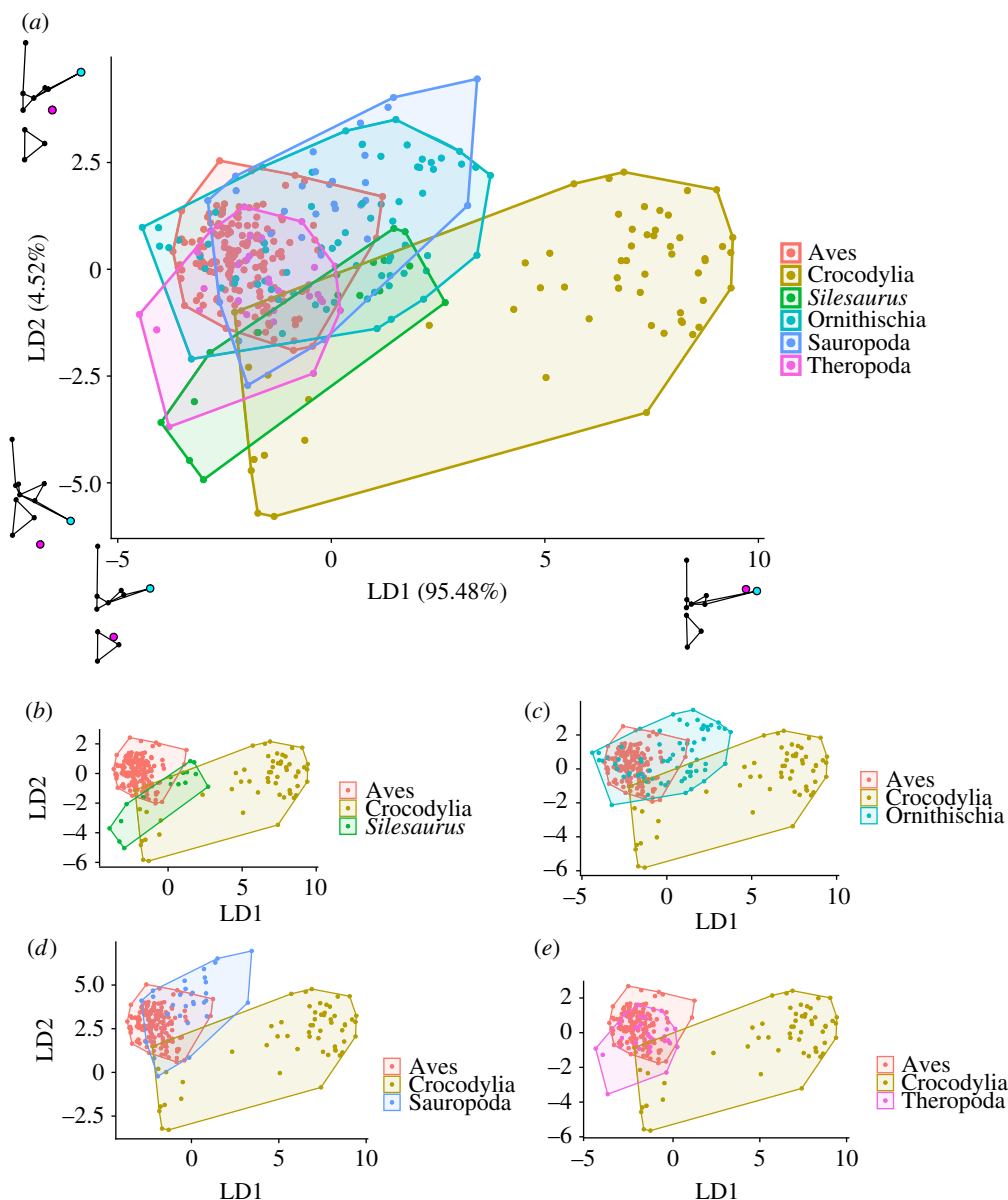 (a)
2.5
0
–2.5
–5.0
LD2 (4.52%)
–5
0
5
10
LD1 (95.48%)
Aves
Crocodylia
Silesaurus
Ornithischia
Sauropoda
Theropoda
(b)
2
0
–2
–4
–6
LD2
0
5
10
LD1
Aves
Crocodylia
Silesaurus
(c)
2
0
–2
–4
–6
–5
0
5
10
LD1
Aves
Crocodylia
Ornithischia
(d)
5.0
2.5
0
–2.5
LD2
0
5
10
LD1
Aves
Crocodylia
Sauropoda
(e)
2
0
–2
–4
–6
–5
0
5
10
LD1
Aves
Crocodylia
Theropoda